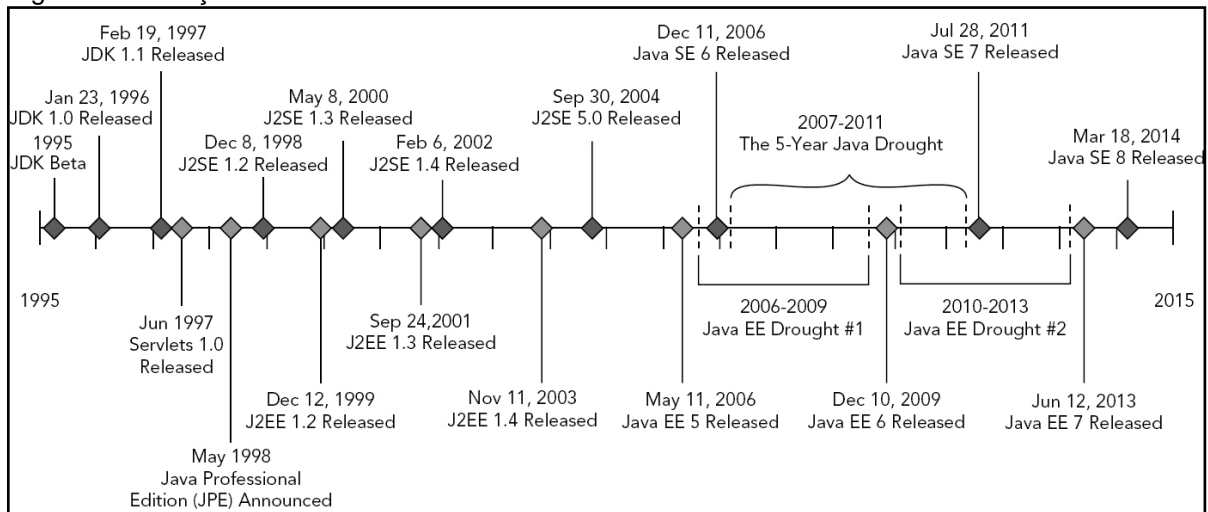 Feb 19, 1997
JDK 1.1 Released
Dec 11, 2006
Java SE 6 Released
Jul 28, 2011
Java SE 7 Released
Jan 23, 1996
JDK 1.0 Released
May 8, 2000
J2SE 1.3 Released
Sep 30, 2004
J2SE 5.0 Released
2007-2011
The 5-Year Java Drought
1995
JDK Beta
Dec 8, 1998
J2SE 1.2 Released
Feb 6, 2002
J2SE 1.4 Released
Mar 18, 2014
Java SE 8 Released
1995
2015
Jun 1997
Servlets 1.0
Released
Sep 24,2001
J2EE 1.3 Released
2006-2009
Java EE Drought #1
2010-2013
Java EE Drought #2
Dec 12, 1999
J2EE 1.2 Released
Nov 11, 2003
J2EE 1.4 Released
May 11, 2006
Java EE 5 Released
Dec 10, 2009
Java EE 6 Released
Jun 12, 2013
Java EE 7 Released
May 1998
Java Professional
Edition (JPE) Announced